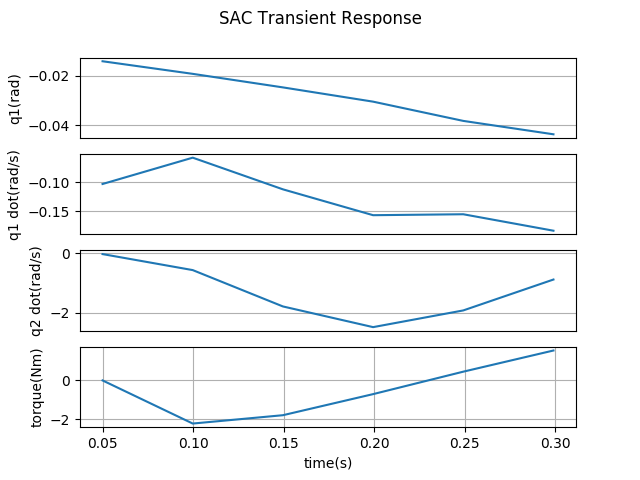 SAC Transient Response
q1(rad)
−0.02
−0.04
q1 dot(rad/s)
−0.10
−0.15
q2 dot(rad/s)
0
−2
torque(Nm)
0
−2
0.05 0.10 0.15 0.20 0.25 0.30
time(s)